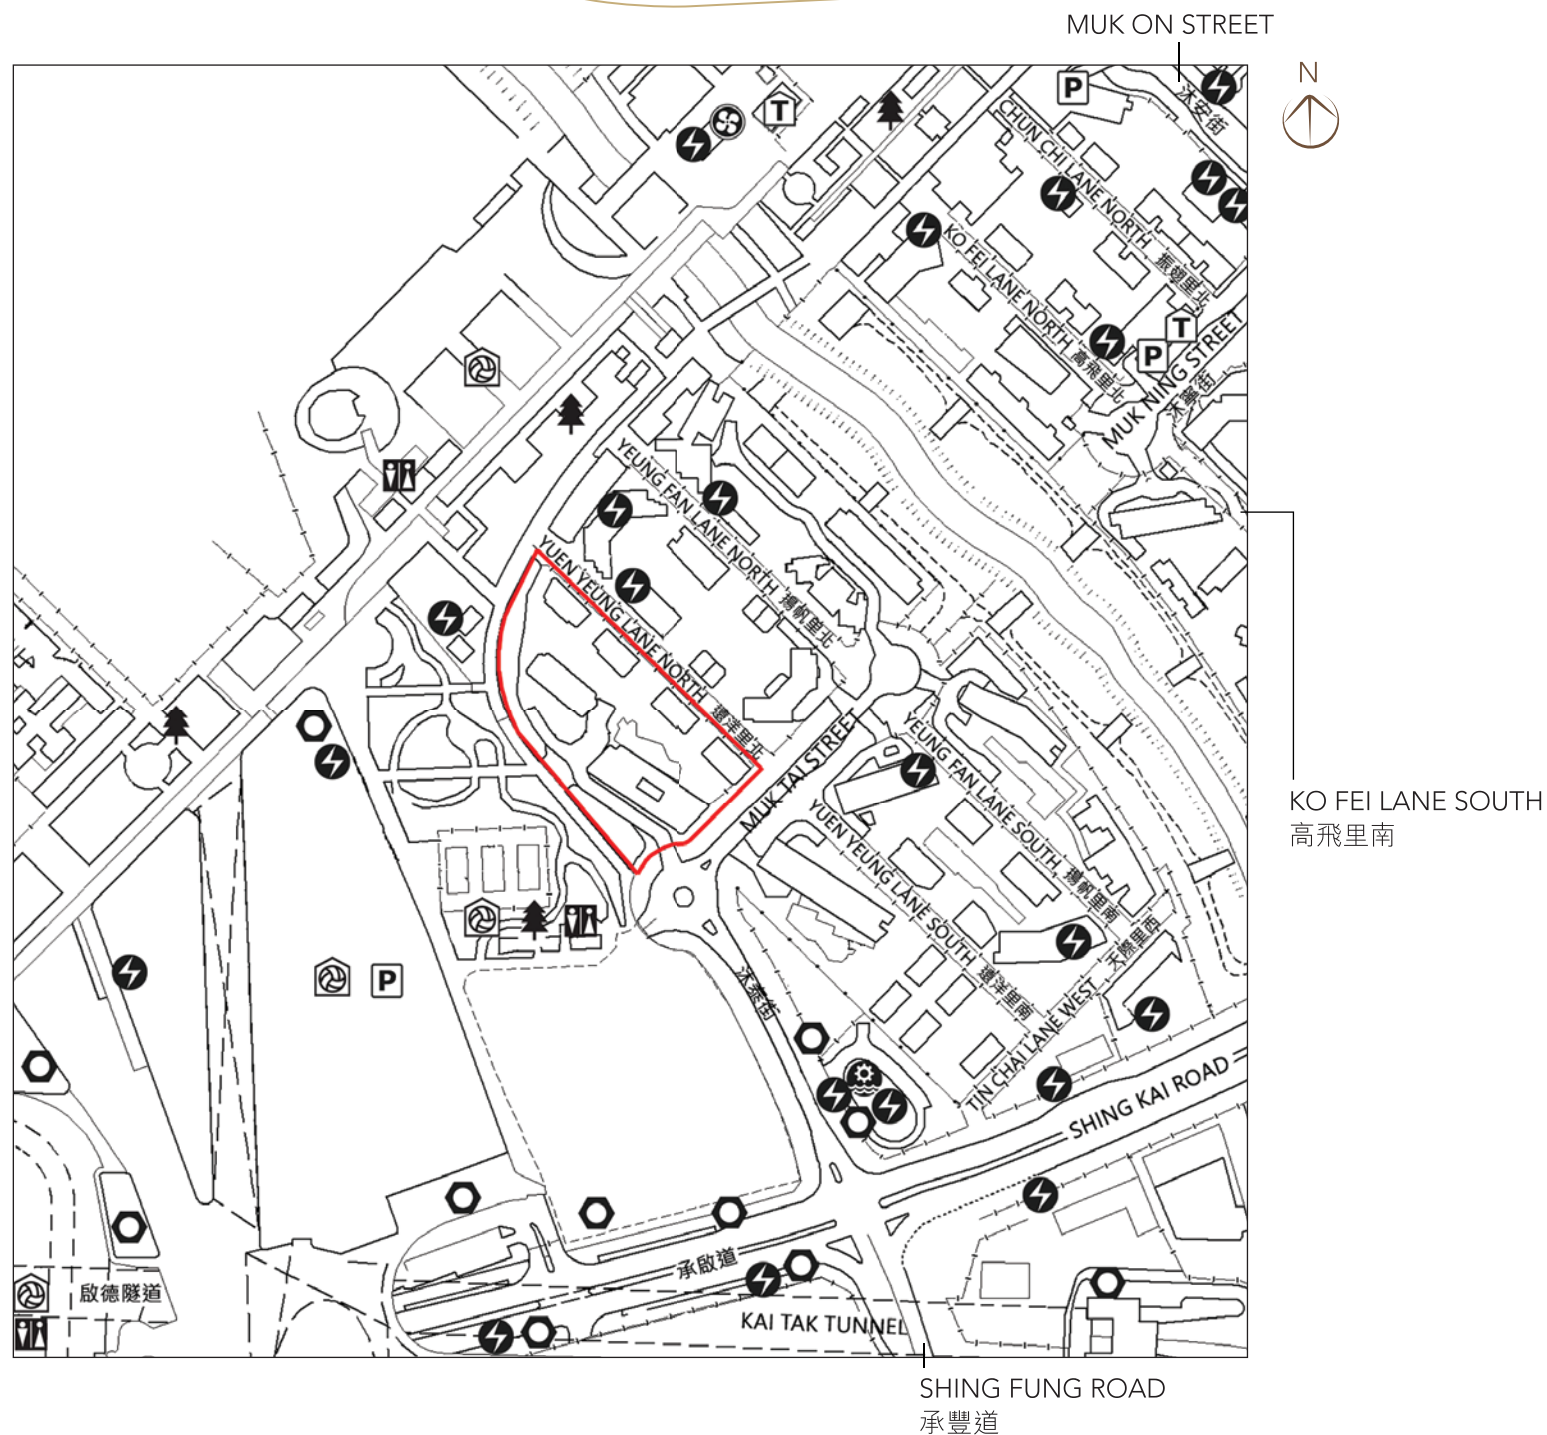 MUK ON STREET
N
P
沐安街
T
CHUN CHI LANE NORTH 振翅里北
KO FEI LANE NORTH 高飛里北
T
P
MUK NING STREET
沐寧街
YEUNG FAN LANE NORTH 揚帆里北
YUEN YEUNG LANE NORTH 遠洋里北
MUK TAI STREET
YEUNG FAN LANE SOUTH 揚帆里南
YUEN YEUNG LANE SOUTH 遠洋里南
KO FEI LANE SOUTH
高飛里南
TIN CHAI LANE WEST 天際里西
沐泰街
P
SHING KAI ROAD
承啟道
啟德隧道
KAI TAK TUNNEL
SHING FUNG ROAD
承豐道